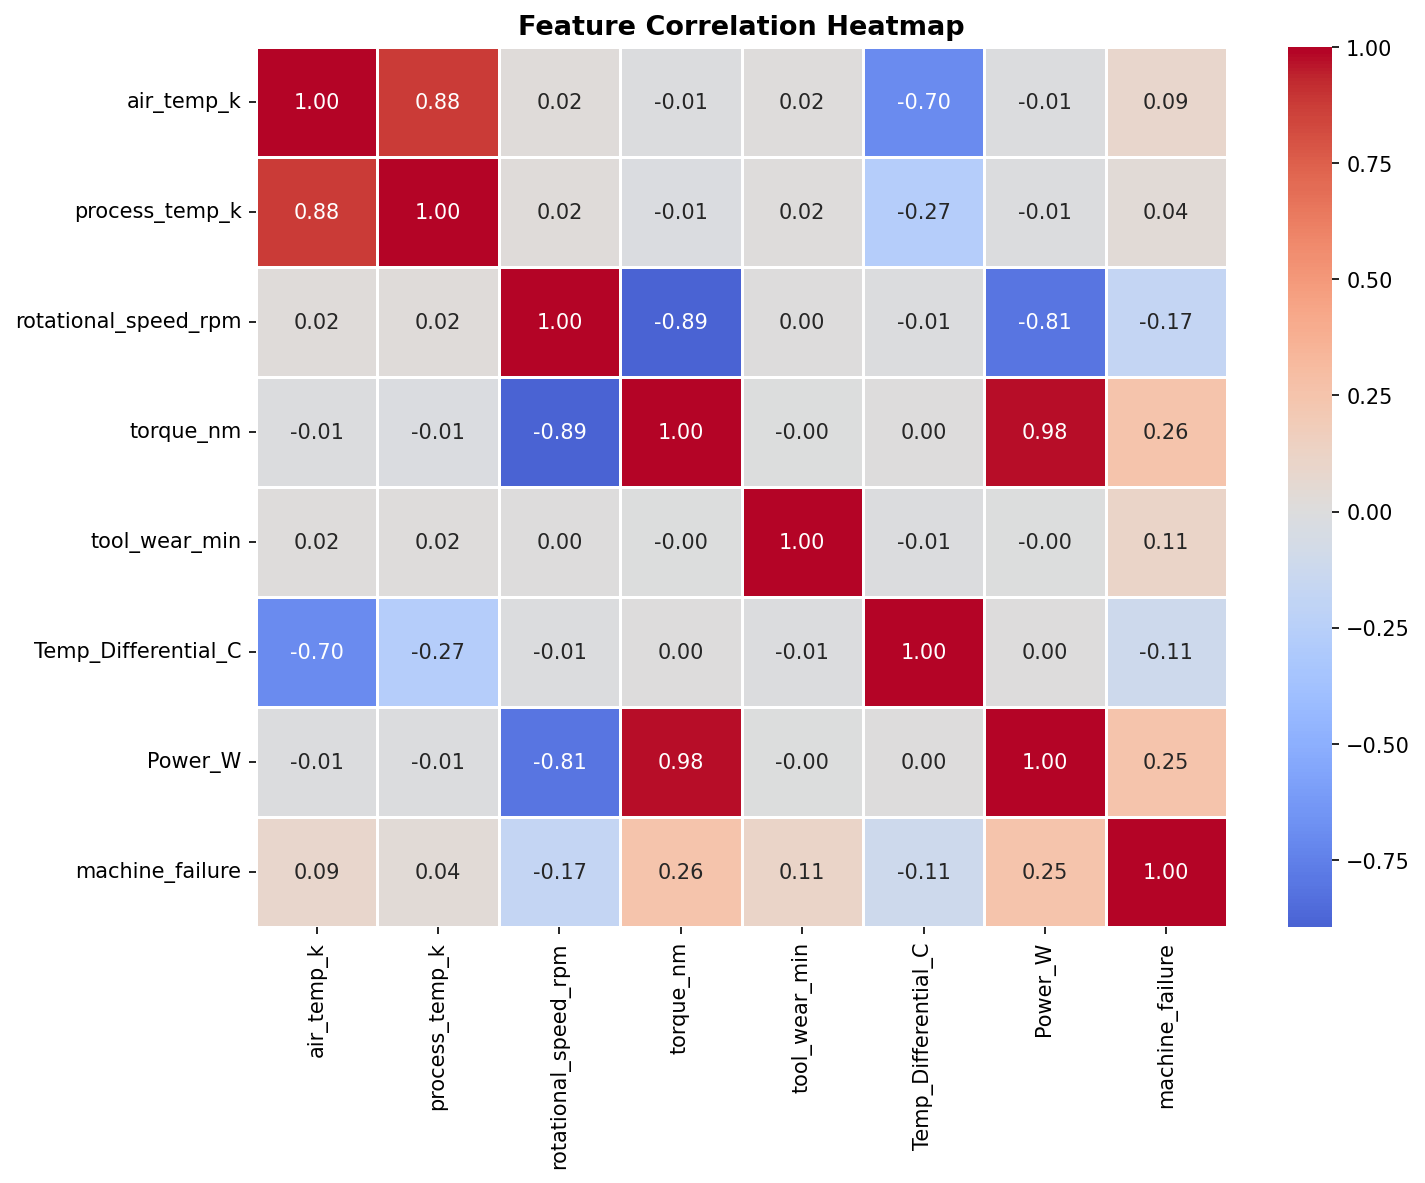 Feature Correlation Heatmap
air_temp_k 1.00 0.88 0.02 -0.01 0.02 -0.70 -0.01 0.09
process_temp_k 0.88 1.00 0.02 -0.01 0.02 -0.27 -0.01 0.04
rotational_speed_rpm 0.02 0.02 1.00 -0.89 0.00 -0.01 -0.81 -0.17
torque_nm -0.01 -0.01 -0.89 1.00 -0.00 0.00 0.98 0.26
tool_wear_min 0.02 0.02 0.00 -0.00 1.00 -0.01 -0.00 0.11
Temp_Differential_C -0.70 -0.27 -0.01 0.00 -0.01 1.00 0.00 -0.11
Power_W -0.01 -0.01 -0.81 0.98 -0.00 0.00 1.00 0.25
machine_failure 0.09 0.04 -0.17 0.26 0.11 -0.11 0.25 1.00
air_temp_k
process_temp_k
rotational_speed_rpm
torque_nm
tool_wear_min
Temp_Differential_C
Power_W
machine_failure
1.00
0.75
0.50
0.25
0.00
−0.25
−0.50
−0.75